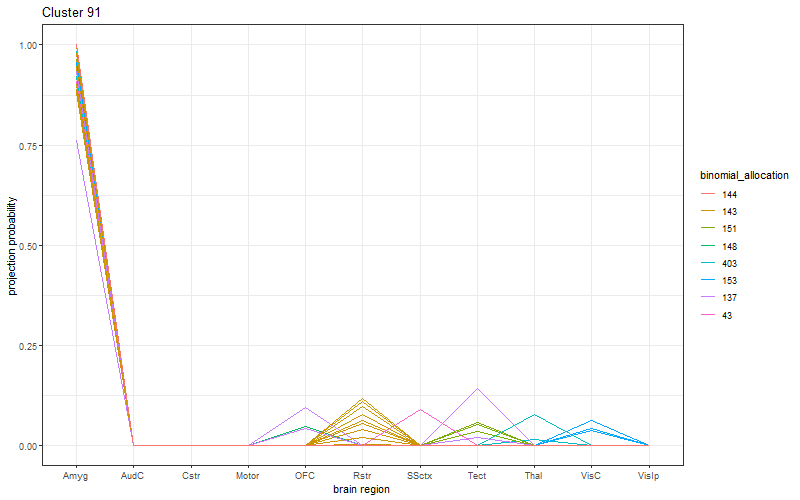 Cluster 91
1.00
0.75
0.50
0.25
0.00
projection probability
Amyg AudC Cstr Motor OFC Rstr SSctx Tect Thal VisC VisIp
brain region
binomial_allocation
144
143
151
148
403
153
137
43